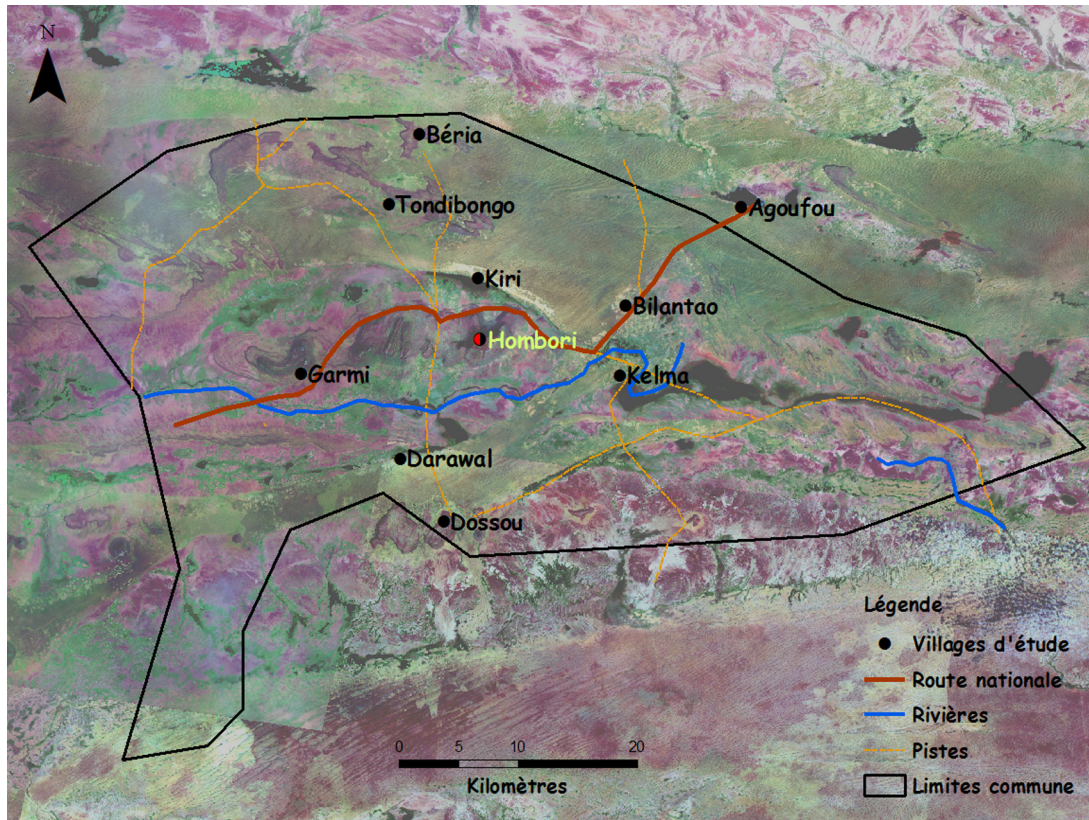 N
Béria
Tondibongo
Agoufou
Kiri
Bilantao
Hombori
Garmi
Kelma
Darawal
Dossou
Légende
Villages d'étude
Route nationale
Rivières
Pistes
Limites commune
0 5 10 20
Kilomètres